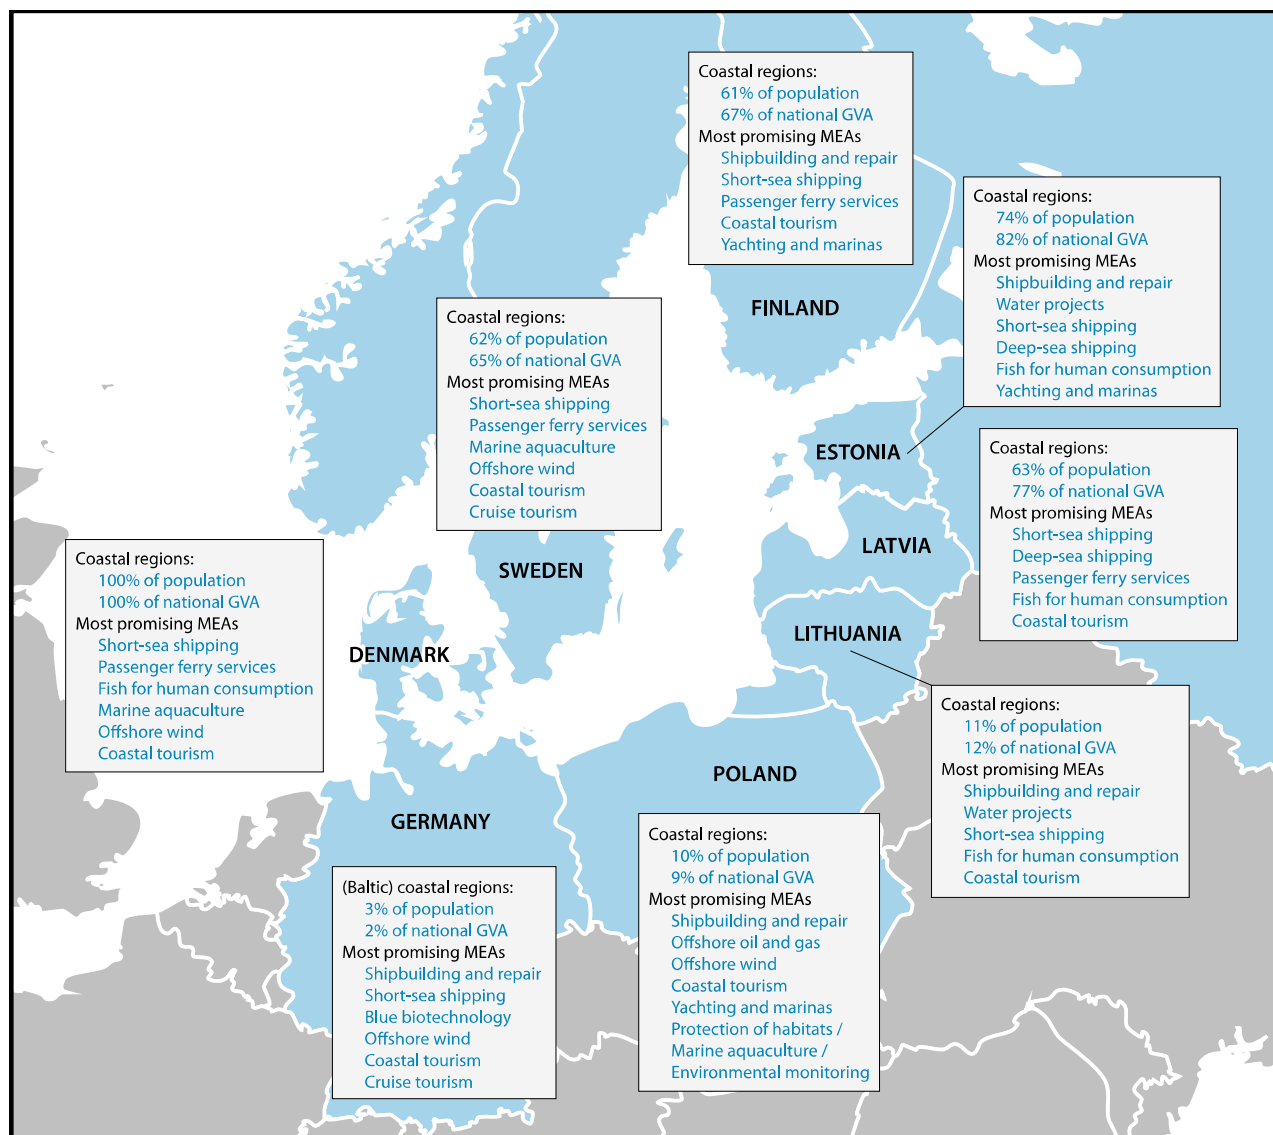 Coastal regions:
61% of population
67% of national GVA
Most promising MEAs
Shipbuilding and repair
Short-sea shipping
Passenger ferry services
Coastal tourism
Yachting and marinas
FINLAND
Coastal regions:
74% of population
82% of national GVA
Most promising MEAs
Shipbuilding and repair
Water projects
Short-sea shipping
Deep-sea shipping
Fish for human consumption
Yachting and marinas
ESTONIA
Coastal regions:
62% of population
65% of national GVA
Most promising MEAs
Short-sea shipping
Passenger ferry services
Marine aquaculture
Offshore wind
Coastal tourism
Cruise tourism
SWEDEN
Coastal regions:
63% of population
77% of national GVA
Most promising MEAs
Short-sea shipping
Deep-sea shipping
Passenger ferry services
Fish for human consumption
Coastal tourism
LATVIA
Coastal regions:
100% of population
100% of national GVA
Most promising MEAs
Short-sea shipping
Passenger ferry services
Fish for human consumption
Marine aquaculture
Offshore wind
Coastal tourism
DENMARK
LITHUANIA
Coastal regions:
11% of population
12% of national GVA
Most promising MEAs
Shipbuilding and repair
Water projects
Short-sea shipping
Fish for human consumption
Coastal tourism
POLAND
Coastal regions:
10% of population
9% of national GVA
Most promising MEAs
Shipbuilding and repair
Offshore oil and gas
Offshore wind
Coastal tourism
Yachting and marinas
Protection of habitats /
Marine aquaculture /
Environmental monitoring
GERMANY
(Baltic) coastal regions:
3% of population
2% of national GVA
Most promising MEAs
Shipbuilding and repair
Short-sea shipping
Blue biotechnology
Offshore wind
Coastal tourism
Cruise tourism